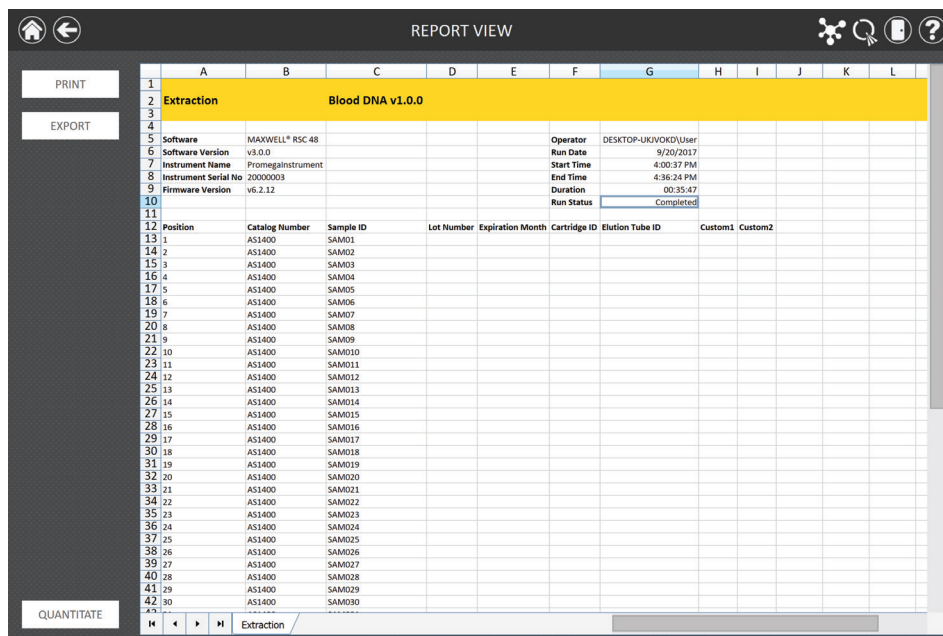 REPORT VIEW
?
PRINT
EXPORT
QUANTITATE
A B C D E F G H I J K L
1
2 Extraction Blood DNA v1.0.0
3
4
5 Software MAXWELL® RSC 48 Operator DESKTOP-UKJVOKD\User
6 Software Version v3.0.0 Run Date 9/20/2017
7 Instrument Name PromegaInstrument Start Time 4:00:37 PM
8 Instrument Serial No 20000003 End Time 4:36:24 PM
9 Firmware Version v6.2.12 Duration 00:35:47
10 Run Status Completed
11
12 Position Catalog Number Sample ID Lot Number Expiration Month Cartridge ID Elution Tube ID Custom1 Custom2
13 1 AS1400 SAM01
14 2 AS1400 SAM02
15 3 AS1400 SAM03
16 4 AS1400 SAM04
17 5 AS1400 SAM05
18 6 AS1400 SAM06
19 7 AS1400 SAM07
20 8 AS1400 SAM08
21 9 AS1400 SAM09
22 10 AS1400 SAM010
23 11 AS1400 SAM011
24 12 AS1400 SAM012
25 13 AS1400 SAM013
26 14 AS1400 SAM014
27 15 AS1400 SAM015
28 16 AS1400 SAM016
29 17 AS1400 SAM017
30 18 AS1400 SAM018
31 19 AS1400 SAM019
32 20 AS1400 SAM020
33 21 AS1400 SAM021
34 22 AS1400 SAM022
35 23 AS1400 SAM023
36 24 AS1400 SAM024
37 25 AS1400 SAM025
38 26 AS1400 SAM026
39 27 AS1400 SAM027
40 28 AS1400 SAM028
41 29 AS1400 SAM029
42 30 AS1400 SAM030
Extraction